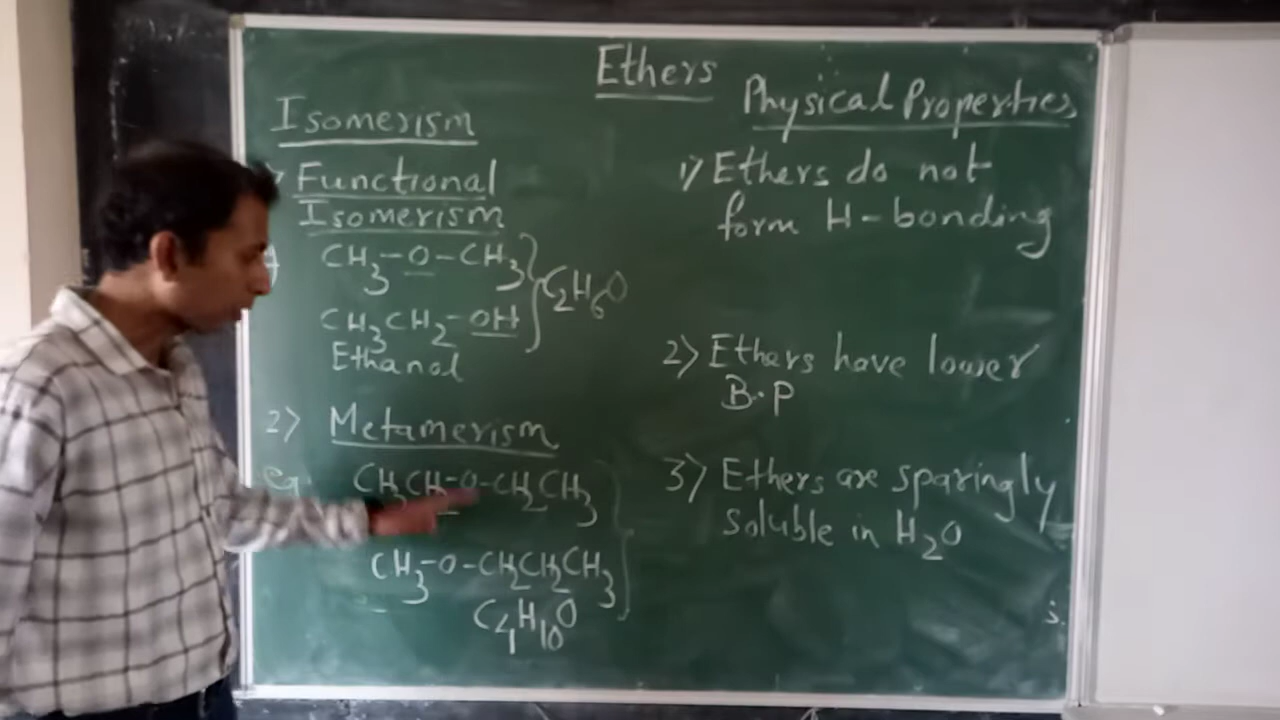 Ethers
Isomerism
Functional
Isomerism
CH3-O-CH3
C2H6O
CH3CH2-OH
Ethanol
2) Metamerism
eg. CH3CH2-O-CH2CH3
CH3-O-CH2CH2CH3
C4H10O
Physical Properties
1) Ethers do not
form H-bonding
2) Ethers have lower
B.P
3) Ethers are sparingly
soluble in H2O